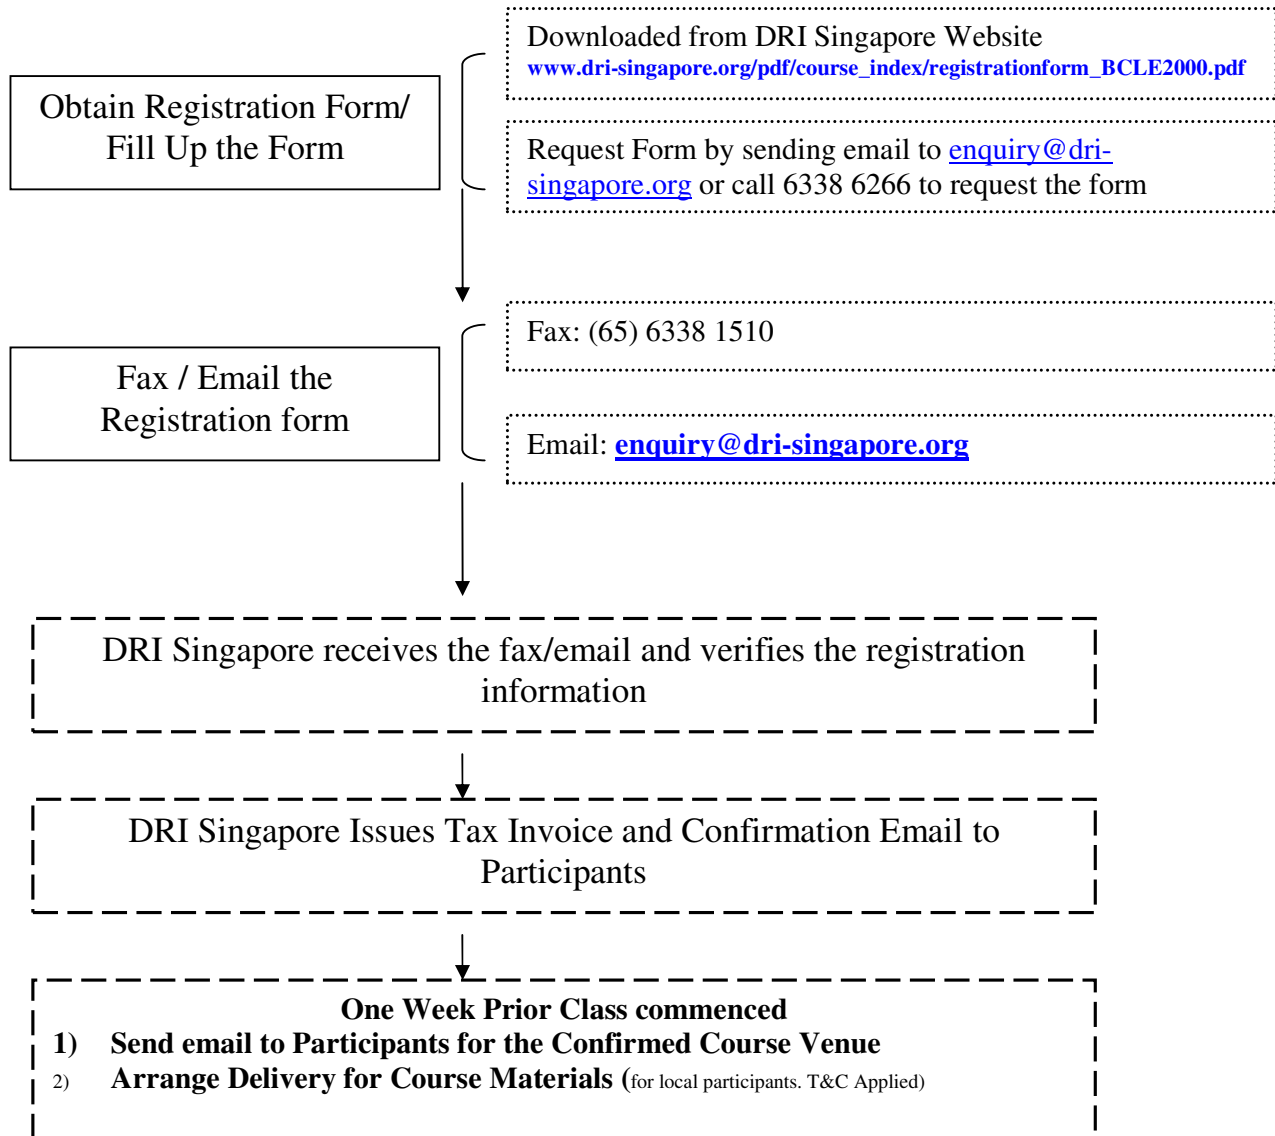 Obtain Registration Form/
Fill Up the Form
Downloaded from DRI Singapore Website
www.dri-singapore.org/pdf/course_index/registrationform_BCLE2000.pdf
Request Form by sending email to enquiry@dri-
singapore.org or call 6338 6266 to request the form
Fax / Email the
Registration form
Fax: (65) 6338 1510
Email: enquiry@dri-singapore.org
DRI Singapore receives the fax/email and verifies the registration
information
DRI Singapore Issues Tax Invoice and Confirmation Email to
Participants
One Week Prior Class commenced
1) Send email to Participants for the Confirmed Course Venue
2) Arrange Delivery for Course Materials (for local participants. T&C Applied)